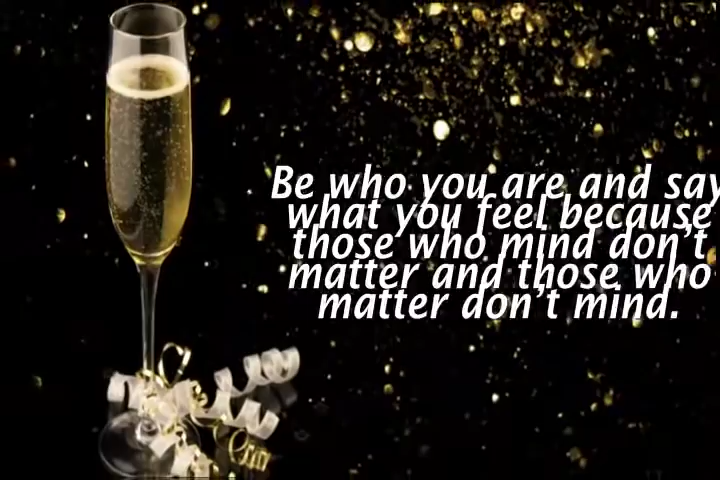 Be who you are and say
what you feel because
those who mind don't
matter and those who
matter don't mind.